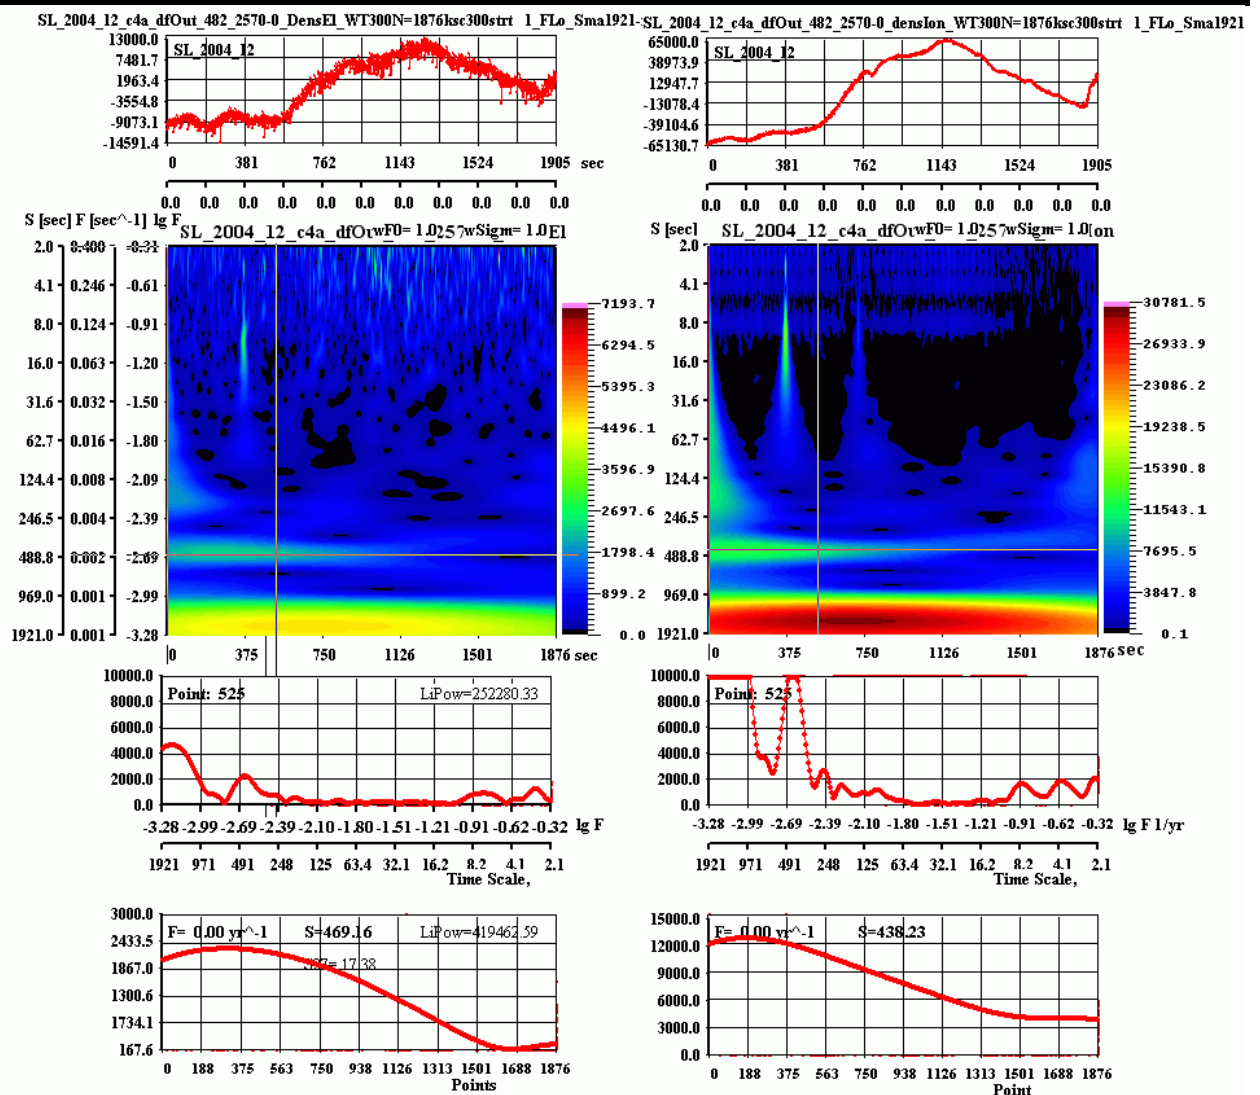 SL_2004_12_c4a_dfOut_482_2570-0_DensEl_WT300N=1876ksc300strt 1_FLo_Sma1921-
SL_2004_12_c4a_dfOut_482_2570-0_densIon_WT300N=1876ksc300strt 1_FLo_Sma1921
13000.0 7481.7 1963.4 -3554.8 -9073.1 -14591.4
SL_2004_12
0 381 762 1143 1524 1905 sec
0.0 0.0 0.0 0.0 0.0 0.0 0.0 0.0 0.0 0.0 0.0
65000.0 38973.9 12947.7 -13078.4 -39104.6 -65130.7
SL_2004_12
0 381 762 1143 1524 1905
0.0 0.0 0.0 0.0 0.0 0.0 0.0 0.0 0.0 0.0 0.0
S [sec] F [sec^-1] lg F
SL_2004_12_c4a_dfOu wF0= 1.0257wSigm= 1.0 El
2.0 8.400 -8.31
4.1 0.246 -0.61
8.0 0.124 -0.91
16.0 0.063 -1.20
31.6 0.032 -1.50
62.7 0.016 -1.80
124.4 0.008 -2.09
246.5 0.004 -2.39
488.8 0.002 -2.69
969.0 0.001 -2.99
1921.0 0.001 -3.28
0 375 750 1126 1501 1876 sec
7193.7
6294.5
5395.3
4496.1
3596.9
2697.6
1798.4
899.2
0.0
S [sec]
SL_2004_12_c4a_dfOu wF0= 1.0257wSigm= 1.0 Ion
2.0
4.1
8.0
16.0
31.6
62.7
124.4
246.5
488.8
969.0
1921.0
0 375 750 1126 1501 1876 sec
30781.5
26933.9
23086.2
19238.5
15390.8
11543.1
7695.5
3847.8
0.1
10000.0 8000.0 6000.0 4000.0 2000.0 0.0
Point: 525 LiPow=252280.33
-3.28 -2.99 -2.69 -2.39 -2.10 -1.80 -1.51 -1.21 -0.91 -0.62 -0.32 lg F
1921 971 491 248 125 63.4 32.1 16.2 8.2 4.1 2.1
Time Scale,
10000.0 8000.0 6000.0 4000.0 2000.0 0.0
Point: 525
-3.28 -2.99 -2.69 -2.39 -2.10 -1.80 -1.51 -1.21 -0.91 -0.62 -0.32 lg F 1/yr
1921 971 491 248 125 63.4 32.1 16.2 8.2 4.1 2.1
Time Scale,
3000.0 2433.5 1867.0 1300.6 1734.1 167.6
F= 0.00 yr^-1 S=469.16 LiPow=419462.59
= 17.38
0 188 375 563 750 938 1126 1313 1501 1688 1876
Points
15000.0 12000.0 9000.0 6000.0 3000.0 0.0
F= 0.00 yr^-1 S=438.23
0 188 375 563 750 938 1126 1313 1501 1688 1876
Point